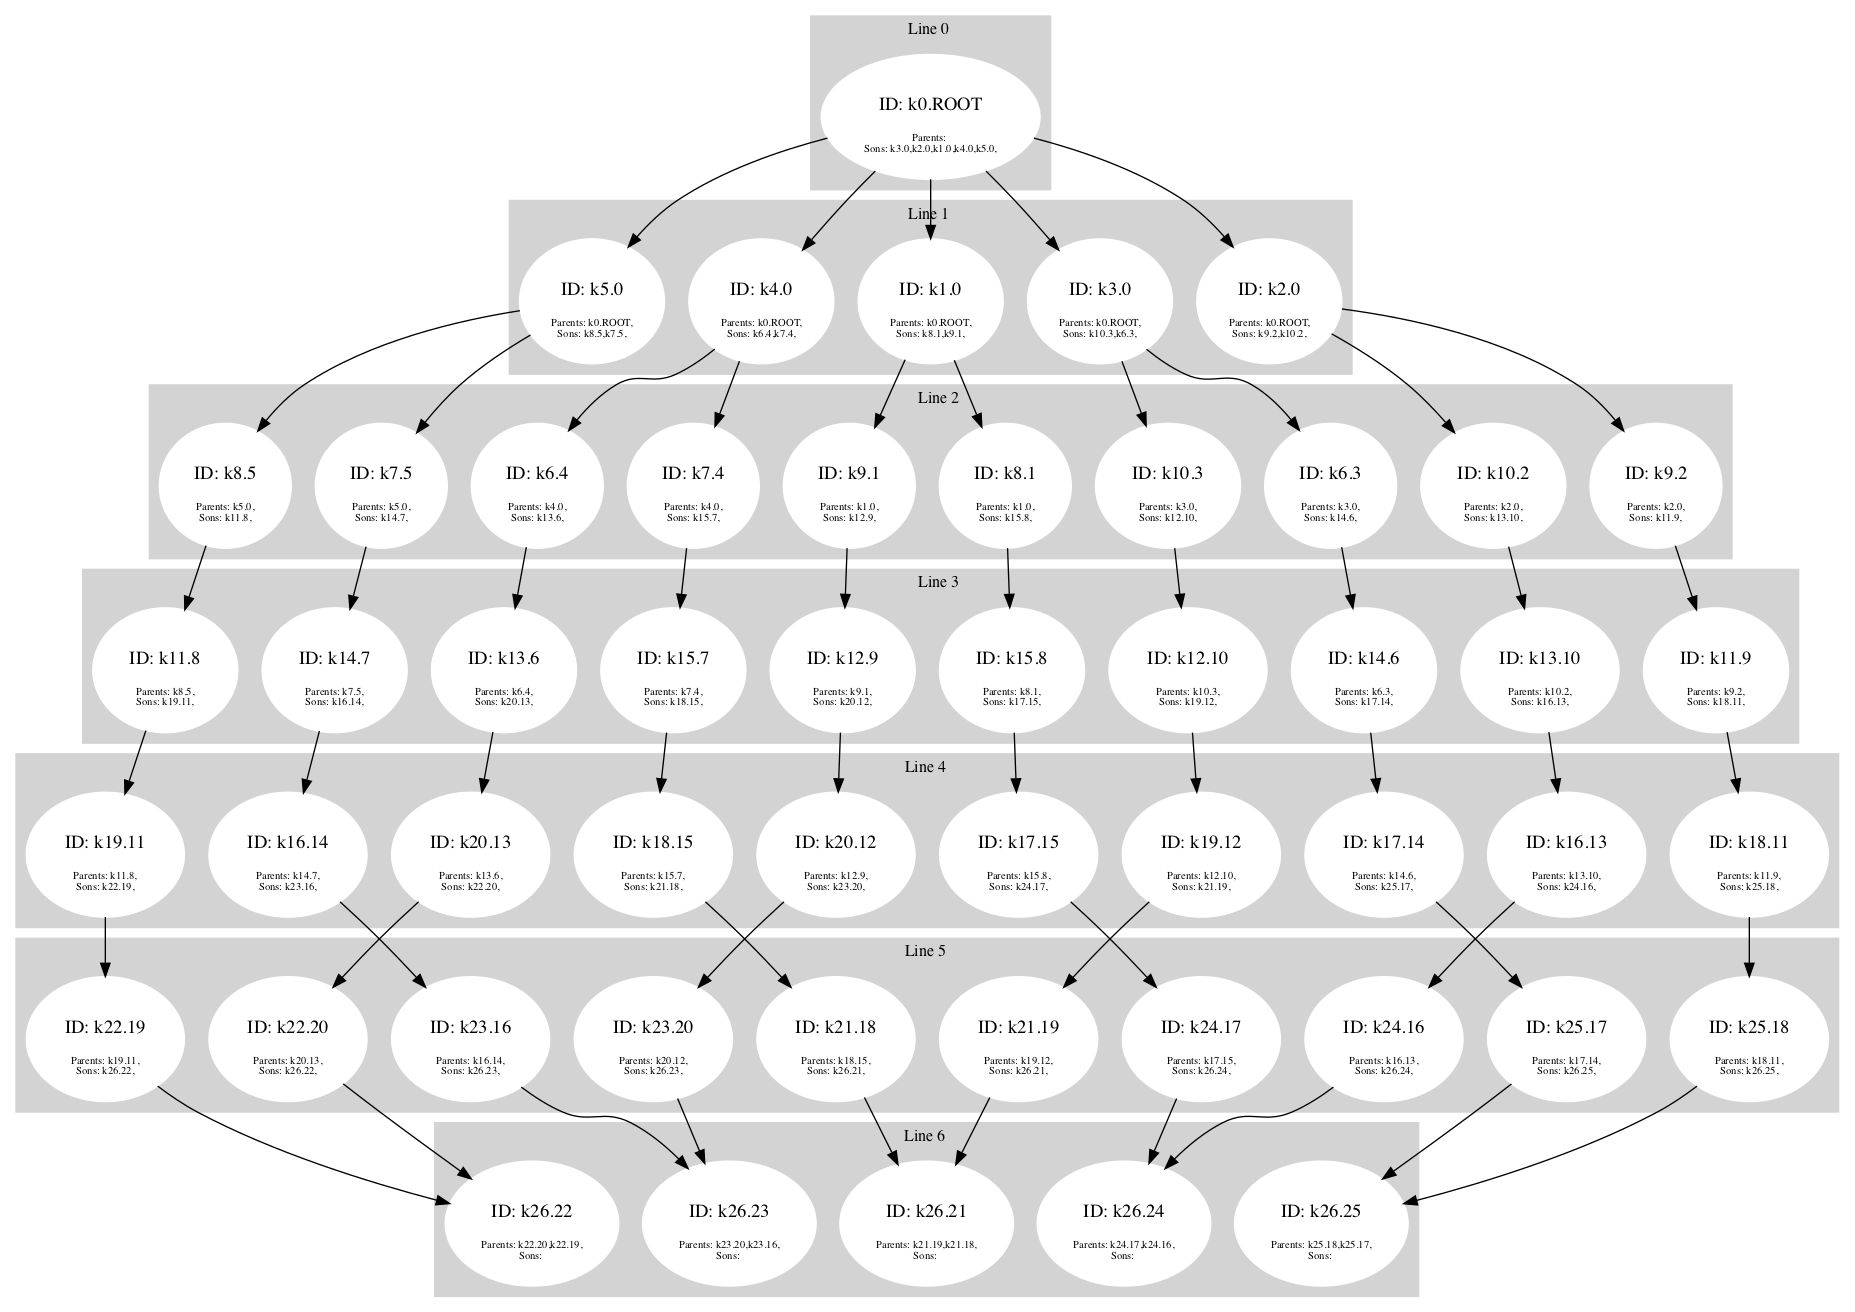 Line 0
ID: k0.ROOT
Parents:
Sons: k3.0,k2.0,k1.0,k4.0,k5.0,
Line 1
ID: k5.0
Parents: k0.ROOT,
Sons: k8.5,k7.5,
ID: k4.0
Parents: k0.ROOT,
Sons: k6.4,k7.4,
ID: k1.0
Parents: k0.ROOT,
Sons: k8.1,k9.1,
ID: k3.0
Parents: k0.ROOT,
Sons: k10.3,k6.3,
ID: k2.0
Parents: k0.ROOT,
Sons: k9.2,k10.2,
Line 2
ID: k8.5
Parents: k5.0,
Sons: k11.8,
ID: k7.5
Parents: k5.0,
Sons: k14.7,
ID: k6.4
Parents: k4.0,
Sons: k13.6,
ID: k7.4
Parents: k4.0,
Sons: k15.7,
ID: k9.1
Parents: k1.0,
Sons: k12.9,
ID: k8.1
Parents: k1.0,
Sons: k15.8,
ID: k10.3
Parents: k3.0,
Sons: k12.10,
ID: k6.3
Parents: k3.0,
Sons: k14.6,
ID: k10.2
Parents: k2.0,
Sons: k13.10,
ID: k9.2
Parents: k2.0,
Sons: k11.9,
Line 3
ID: k11.8
Parents: k8.5,
Sons: k19.11,
ID: k14.7
Parents: k7.5,
Sons: k16.14,
ID: k13.6
Parents: k6.4,
Sons: k20.13,
ID: k15.7
Parents: k7.4,
Sons: k18.15,
ID: k12.9
Parents: k9.1,
Sons: k20.12,
ID: k15.8
Parents: k8.1,
Sons: k17.15,
ID: k12.10
Parents: k10.3,
Sons: k19.12,
ID: k14.6
Parents: k6.3,
Sons: k17.14,
ID: k13.10
Parents: k10.2,
Sons: k16.13,
ID: k11.9
Parents: k9.2,
Sons: k18.11,
Line 4
ID: k19.11
Parents: k11.8,
Sons: k22.19,
ID: k16.14
Parents: k14.7,
Sons: k23.16,
ID: k20.13
Parents: k13.6,
Sons: k22.20,
ID: k18.15
Parents: k15.7,
Sons: k21.18,
ID: k20.12
Parents: k12.9,
Sons: k23.20,
ID: k17.15
Parents: k15.8,
Sons: k24.17,
ID: k19.12
Parents: k12.10,
Sons: k21.19,
ID: k17.14
Parents: k14.6,
Sons: k25.17,
ID: k16.13
Parents: k13.10,
Sons: k24.16,
ID: k18.11
Parents: k11.9,
Sons: k25.18,
Line 5
ID: k22.19
Parents: k19.11,
Sons: k26.22,
ID: k22.20
Parents: k20.13,
Sons: k26.22,
ID: k23.16
Parents: k16.14,
Sons: k26.23,
ID: k23.20
Parents: k20.12,
Sons: k26.23,
ID: k21.18
Parents: k18.15,
Sons: k26.21,
ID: k21.19
Parents: k19.12,
Sons: k26.21,
ID: k24.17
Parents: k17.15,
Sons: k26.24,
ID: k24.16
Parents: k16.13,
Sons: k26.24,
ID: k25.17
Parents: k17.14,
Sons: k26.25,
ID: k25.18
Parents: k18.11,
Sons: k26.25,
Line 6
ID: k26.22
Parents: k22.20,k22.19,
Sons:
ID: k26.23
Parents: k23.20,k23.16,
Sons:
ID: k26.21
Parents: k21.19,k21.18,
Sons:
ID: k26.24
Parents: k24.17,k24.16,
Sons:
ID: k26.25
Parents: k25.18,k25.17,
Sons: